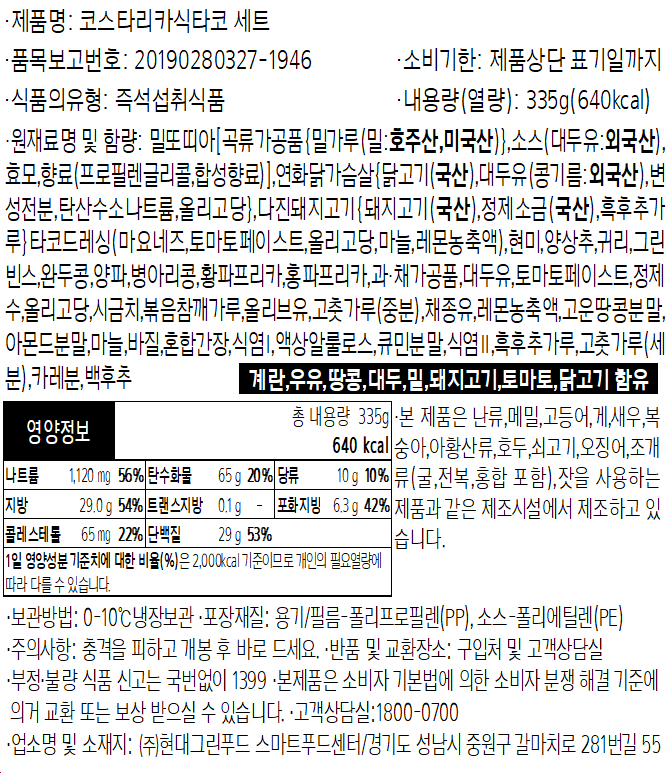 ·제품명: 코스타리카식타코 세트
·품목보고번호: 20190280327-1946 ·소비기한: 제품상단 표기일까지
·식품의유형: 즉석섭취식품 ·내용량(열량): 335g(640kcal)
·원재료명 및 함량: 밀또띠아[곡류가공품{밀가루(밀:호주산,미국산)},소스(대두유:외국산),
효모,향료(프로필렌글리콜,합성향료)],연화닭가슴살{닭고기(국산),대두유(콩기름:외국산),변
성전분,탄산수소나트륨,올리고당},다진돼지고기{돼지고기(국산),정제소금(국산),흑후추가
루}타코드레싱(마요네즈,토마토페이스트,올리고당,마늘,레몬농축액),현미,양상추,귀리,그린
빈스,완두콩,양파,병아리콩,황파프리카,홍파프리카,과·채가공품,대두유,토마토페이스트,정제
수,올리고당,시금치,볶음참깨가루,올리브유,고춧가루(중분),채종유,레몬농축액,고운땅콩분말,
아몬드분말,마늘,바질,혼합간장,식염I,액상알룰로스,큐민분말,식염II,흑후추가루,고춧가루(세
분),카레분,백후추 계란,우유,땅콩,대두,밀,돼지고기,토마토,닭고기 함유
영양정보 총 내용량 335g
640 kcal
나트륨 1,120 mg 56% 탄수화물 65 g 20% 당류 10 g 10%
지방 29.0 g 54% 트랜스지방 0.1 g - 포화지방 6.3 g 42%
콜레스테롤 65 mg 22% 단백질 29 g 53%
1일 영양성분 기준치에 대한 비율(%)은 2,000kcal 기준이므로 개인의 필요열량에
따라 다를 수 있습니다.
·본 제품은 난류,메밀,고등어,게,새우,복
숭아,아황산류,호두,쇠고기,오징어,조개
류(굴,전복,홍합 포함),잣을 사용하는
제품과 같은 제조시설에서 제조하고 있
습니다.
·보관방법: 0-10℃냉장보관 ·포장재질: 용기/필름-폴리프로필렌(PP), 소스-폴리에틸렌(PE)
·주의사항: 충격을 피하고 개봉 후 바로 드세요. ·반품 및 교환장소: 구입처 및 고객상담실
·부정·불량 식품 신고는 국번없이 1399 ·본제품은 소비자 기본법에 의한 소비자 분쟁 해결 기준에
의거 교환 또는 보상 받으실 수 있습니다. ·고객상담실:1800-0700
·업소명 및 소재지: (주)현대그린푸드 스마트푸드센터/경기도 성남시 중원구 갈마치로 281번길 55